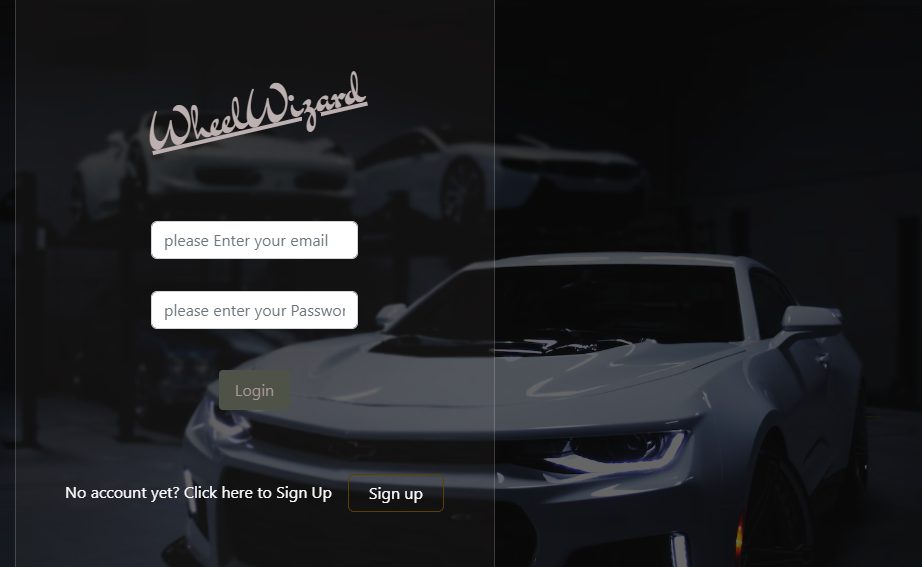 WheelWizard
please Enter your email
please enter your Passwor
Login
No account yet? Click here to Sign Up Sign up